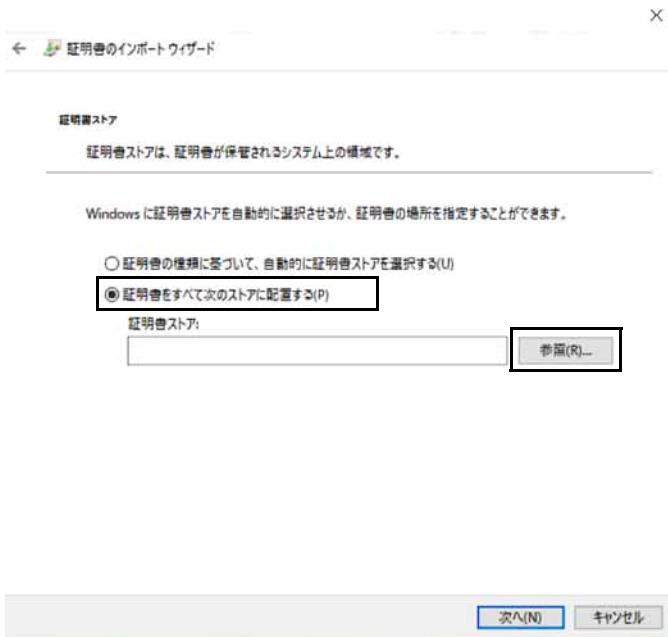 証明書のインポート ウィザード
証明書ストア
証明書ストアは、証明書が保管されるシステム上の領域です。
Windows に証明書ストアを自動的に選択させるか、証明書の場所を指定することができます。
証明書の種類に基づいて、自動的に証明書ストアを選択する(U)
証明書をすべて次のストアに配置する(P)
証明書ストア:
参照(R)...
次へ(N)
キャンセル